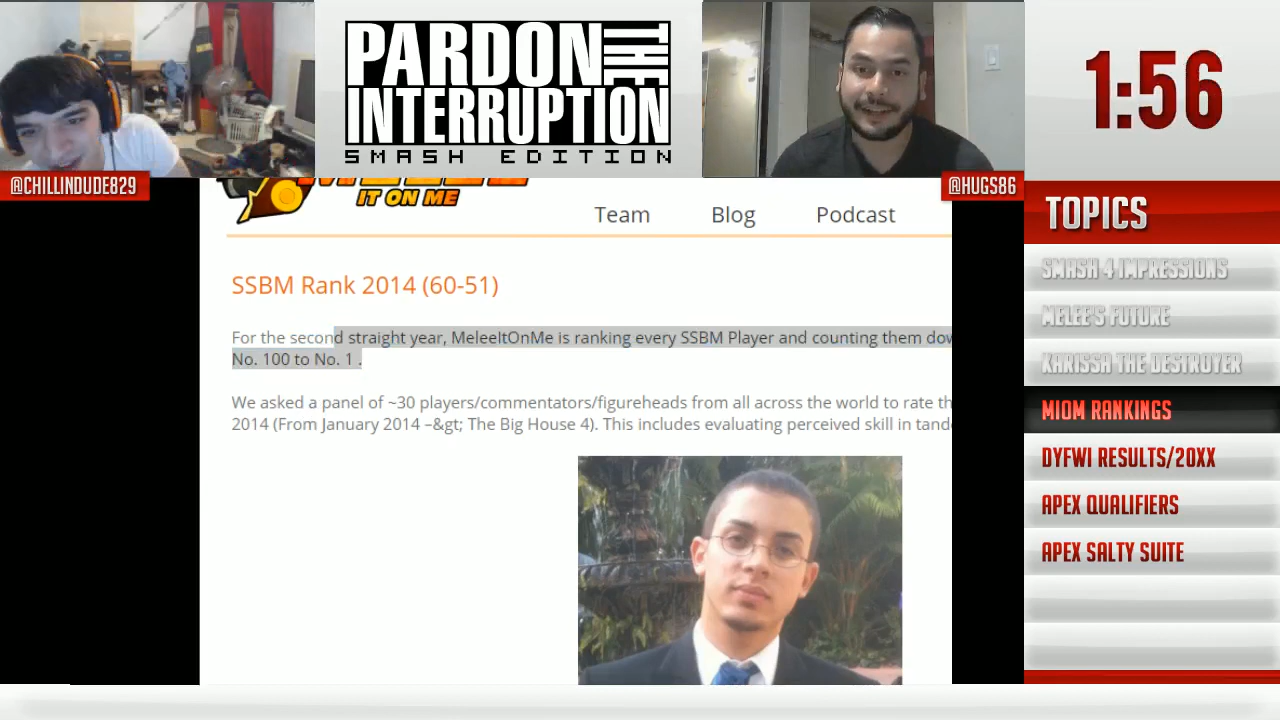 PARDON
THE
INTERRUPTION
SMASH EDITION
1:56
@CHILLINDUDE829
@HUGS86
IT ON ME
Team
Blog
Podcast
TOPICS
SMASH 4 IMPRESSIONS
MELEE'S FUTURE
KARISSA THE DESTROYER
MIOM RANKINGS
DYFWI RESULTS/20XX
APEX QUALIFIERS
APEX SALTY SUITE
SSBM Rank 2014 (60-51)
For the second straight year, MeleeItOnMe is ranking every SSBM Player and counting them dow
No. 100 to No. 1 .
We asked a panel of ~30 players/commentators/figureheads from all across the world to rate th
2014 (From January 2014 –&gt; The Big House 4). This includes evaluating perceived skill in tand